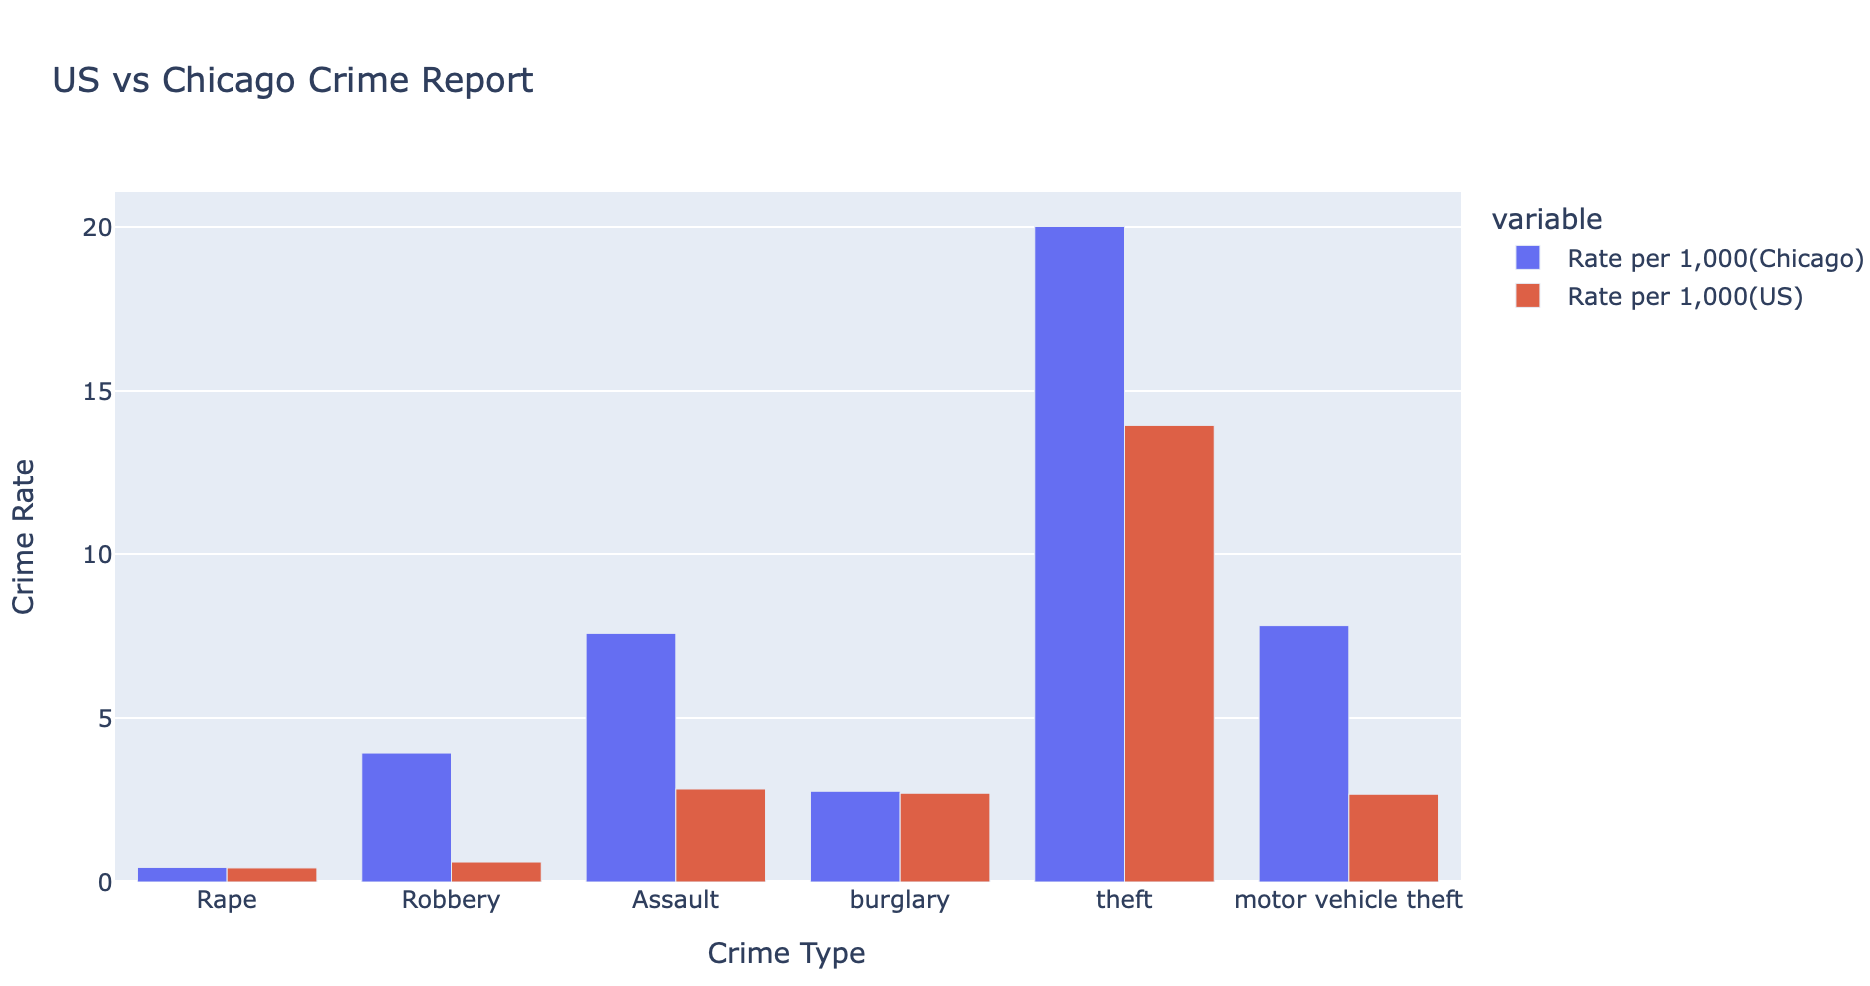 US vs Chicago Crime Report
variable
Rate per 1,000(Chicago)
Rate per 1,000(US)
Crime Rate
20
15
10
5
0
Rape
Robbery
Assault
burglary
theft
motor vehicle theft
Crime Type